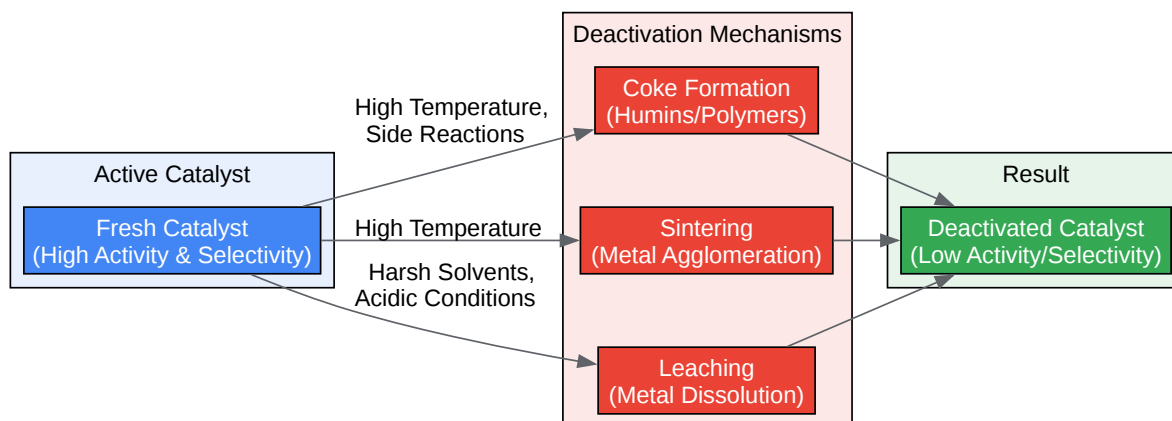 Deactivation Mechanisms
Coke Formation
(Humins/Polymers)
High Temperature,
Side Reactions
Active Catalyst
Result
Fresh Catalyst
(High Activity & Selectivity)
High Temperature
Sintering
(Metal Agglomeration)
Deactivated Catalyst
(Low Activity/Selectivity)
Harsh Solvents,
Acidic Conditions
Leaching
(Metal Dissolution)